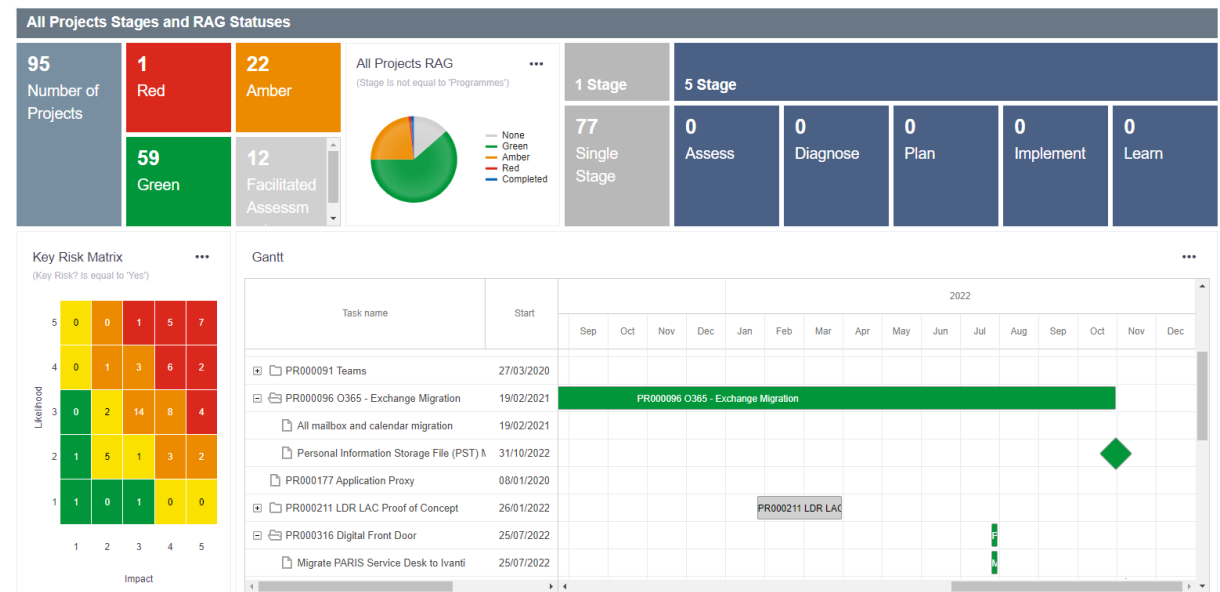 All Projects Stages and RAG Statuses
95
Number of
Projects
1
Red
22
Amber
59
Green
12
Facilitated
Assessm
All Projects RAG
(Stage Is not equal to 'Programmes')
None
Green
Amber
Red
Completed
1 Stage
77
Single
Stage
5 Stage
0
Assess
0
Diagnose
0
Plan
0
Implement
0
Learn
Key Risk Matrix
(Key Risk? Is equal to 'Yes')
Likelihood
5 0 0 1 5 7
4 0 1 3 6 2
3 0 2 14 8 4
2 1 5 1 3 2
1 1 0 1 0 0
1 2 3 4 5
Impact
Gantt
2022
Task name Start
Sep Oct Nov Dec Jan Feb Mar Apr May Jun Jul Aug Sep Oct Nov Dec
PR000091 Teams 27/03/2020
PR000096 O365 - Exchange Migration 19/02/2021 PR000096 O365 - Exchange Migration
All mailbox and calendar migration 19/02/2021
Personal Information Storage File (PST) 31/10/2022
PR000177 Application Proxy 08/01/2020
PR000211 LDR LAC Proof of Concept 26/01/2022 PR000211 LDR LAC
PR000316 Digital Front Door 25/07/2022
Migrate PARIS Service Desk to Ivanti 25/07/2022